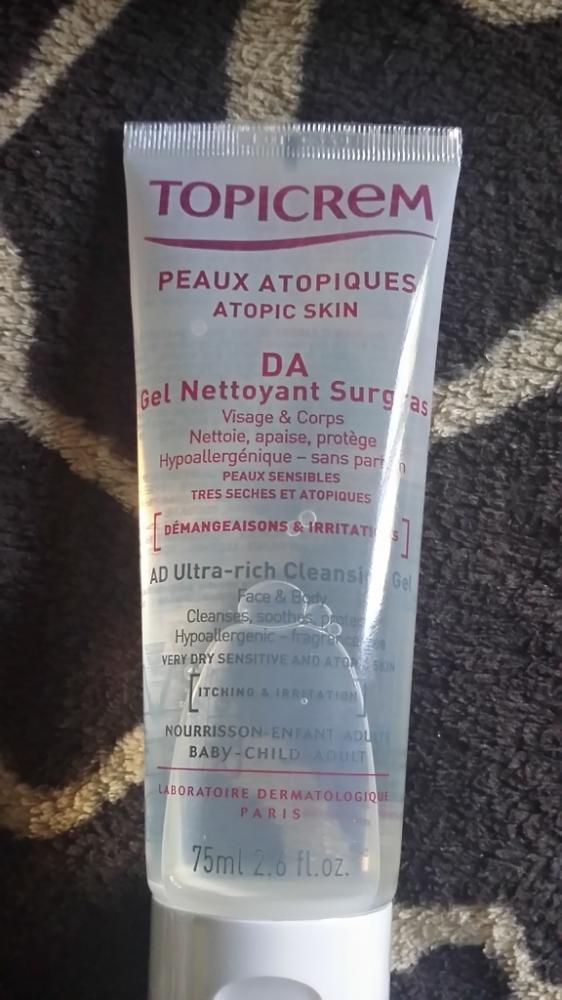 TOPICReM
PEAUX ATOPIQUES
ATOPIC SKIN
DA
Gel Nettoyant Surgras
Visage & Corps
Nettoie, apaise, protège
Hypoallergénique – sans parfum
PEAUX SENSIBLES
TRES SECHES ET ATOPIQUES
[DÉMANGEAISONS & IRRITATIONS]
AD Ultra-rich Cleansing Gel
Face & Body
Cleanses, soothes, protects
Hypoallergenic – fragrance free
VERY DRY SENSITIVE AND ATOPIC SKIN
[ITCHING & IRRITATION]
NOURRISSON-ENFANT ADULTE
BABy-CHILD ADULT
LABORATOIRE DERMATOLOGIQUE
PARIS
75ml 2.6 fl.oz.